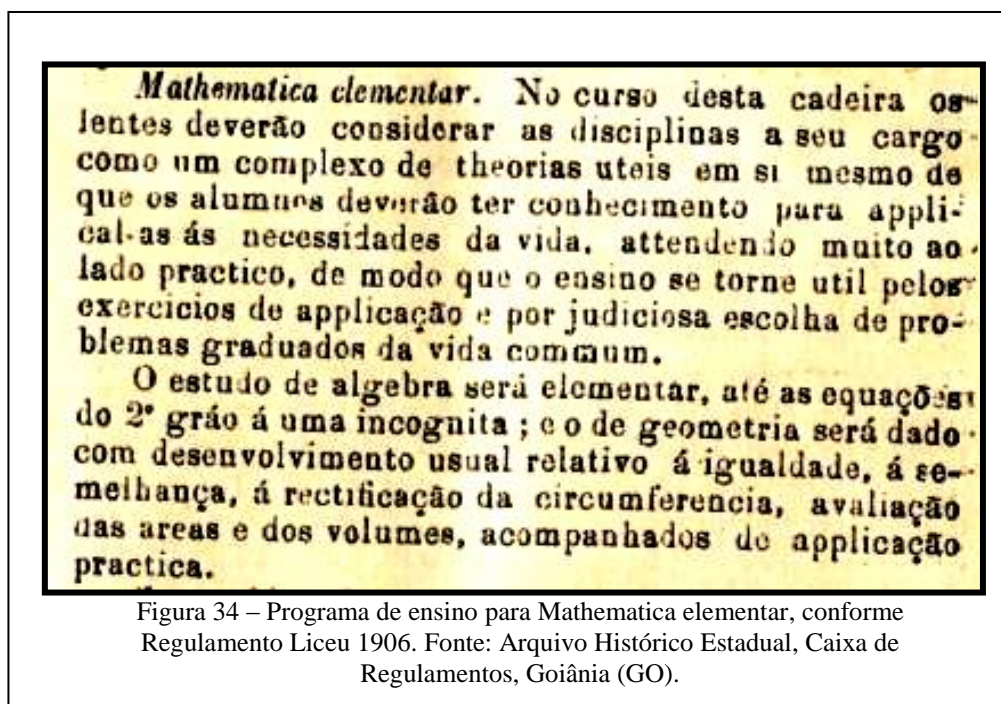 Mathematica elementar. No curso desta cadeira os
lentes deverão considerar as disciplinas a seu cargo
como um complexo de theorias uteis em si mesmo de
que os alumnos deverão ter conhecimento para appli-
cal-as ás necessidades da vida, attendendo muito ao
lado practico, de modo que o ensino se torne util pelos
exercicios de applicação e por judiciosa escolha de pro-
blemas graduados da vida commum.
O estudo de algebra será elementar, até as equações
do 2º gráo á uma incognita ; e o de geometria será dado
com desenvolvimento usual relativo á igualdade, á se-
melhança, á rectificação da circumferencia, avaliação
das areas e dos volumes, acompanhados de applicação
practica.
Figura 34 – Programa de ensino para Mathematica elementar, conforme
Regulamento Liceu 1906. Fonte: Arquivo Histórico Estadual, Caixa de
Regulamentos, Goiânia (GO).